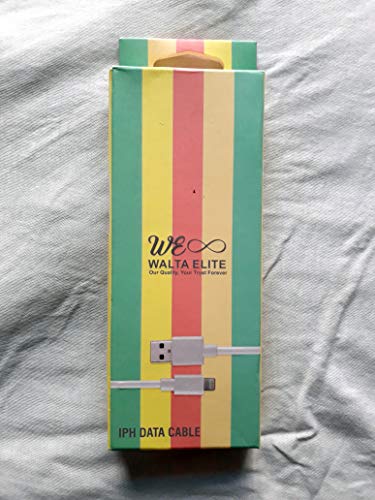 WE∞
WALTA ELITE
Our Quality, Your Trust Forever
IPH DATA CABLE